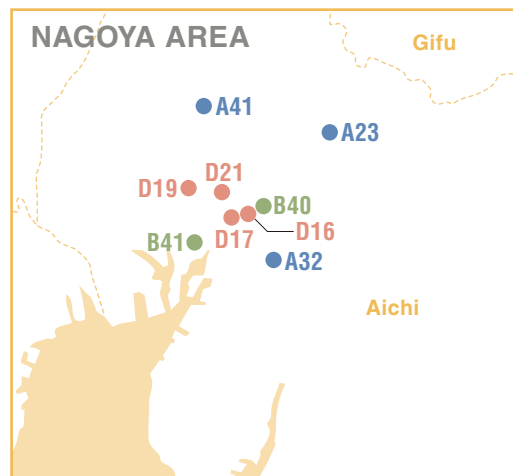 NAGOYA AREA
Gifu
A41
A23
D21
D19
B40
D17
D16
B41
A32
Aichi